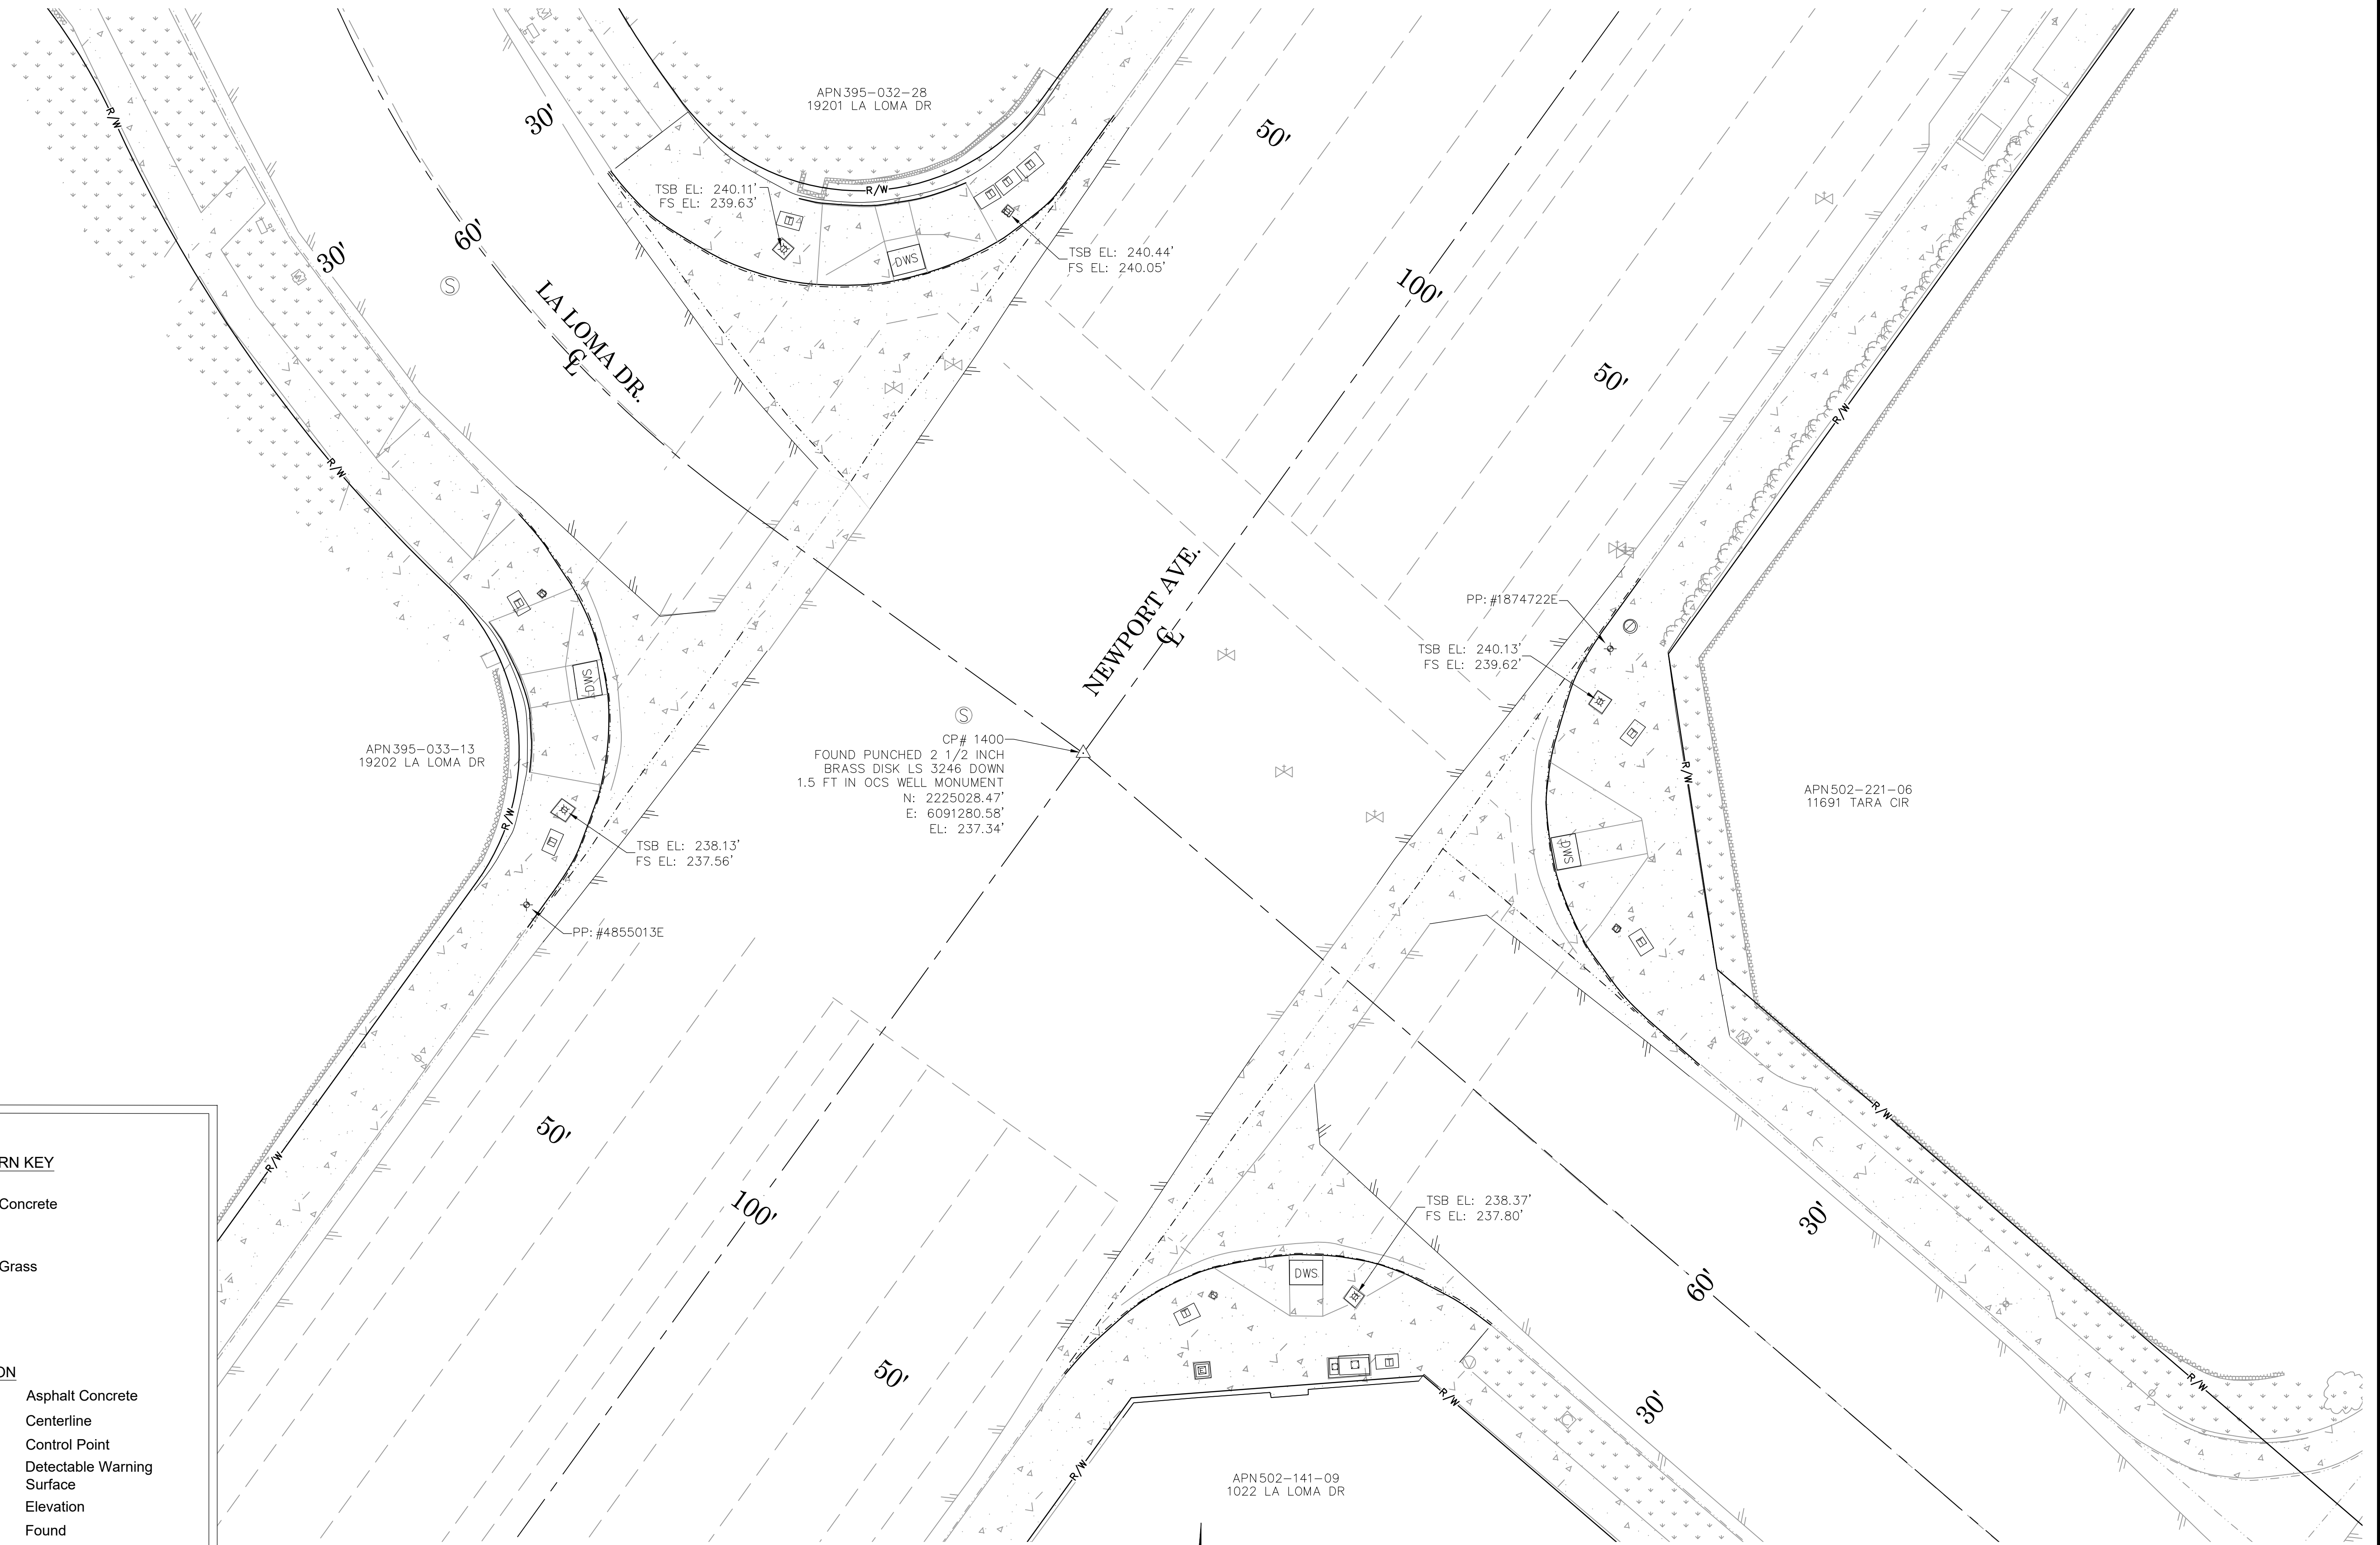 APN 395-032-28
19201 LA LOMA DR
30'
50'
R/W
TSB EL: 240.11'
FS EL: 239.63'
R/W
60'
30'
DWS
TSB EL: 240.44'
FS EL: 240.05'
100'
LA LOMA DR.
CL
50'
R/W
R/W
NEWPORT AVE.
CL
PP: #1874722E
TSB EL: 240.13'
FS EL: 239.62'
DWS
S
S
CP# 1400
FOUND PUNCHED 2 1/2 INCH
BRASS DISK LS 3246 DOWN
1.5 FT IN OCS WELL MONUMENT
N: 2225028.47'
E: 6091280.58'
EL: 237.34'
APN 395-033-13
19202 LA LOMA DR
R/W
R/W
APN 502-221-06
11691 TARA CIR
TSB EL: 238.13'
FS EL: 237.56'
DWS
PP: #4855013E
50'
R/W
R/W
100'
TSB EL: 238.37'
FS EL: 237.80'
30'
DWS
60'
50'
30'
R/W
R/W
R/W
APN 502-141-09
1022 LA LOMA DR
RN KEY
Concrete
Grass
ON
Asphalt Concrete
Centerline
Control Point
Detectable Warning
Surface
Elevation
Found